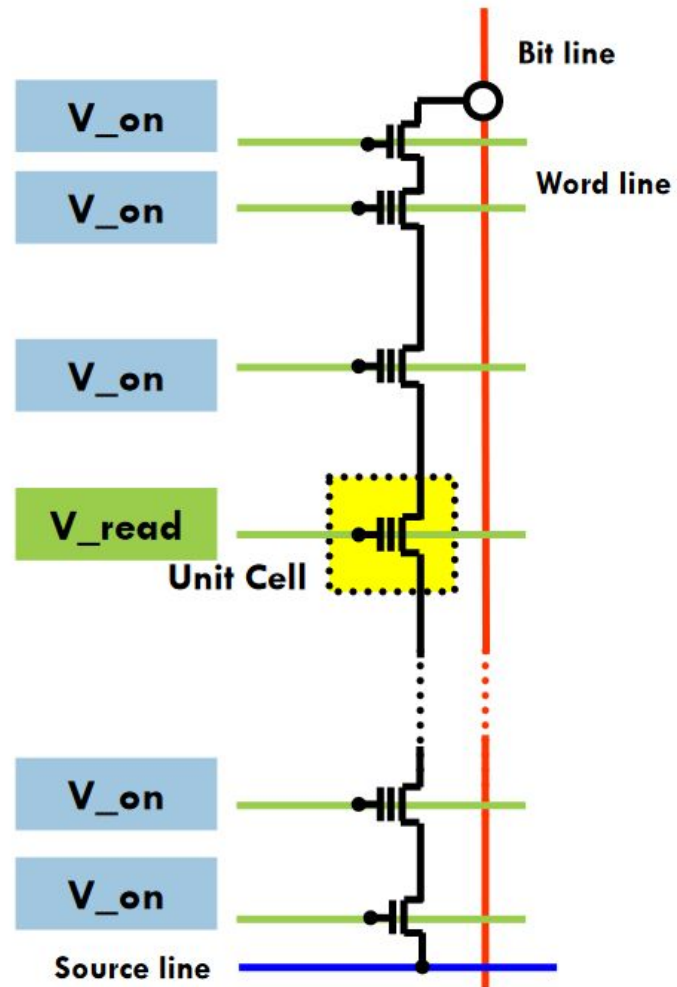 Bit line
V_on
Word line
V_on
V_on
V_read
Unit Cell
V_on
V_on
Source line